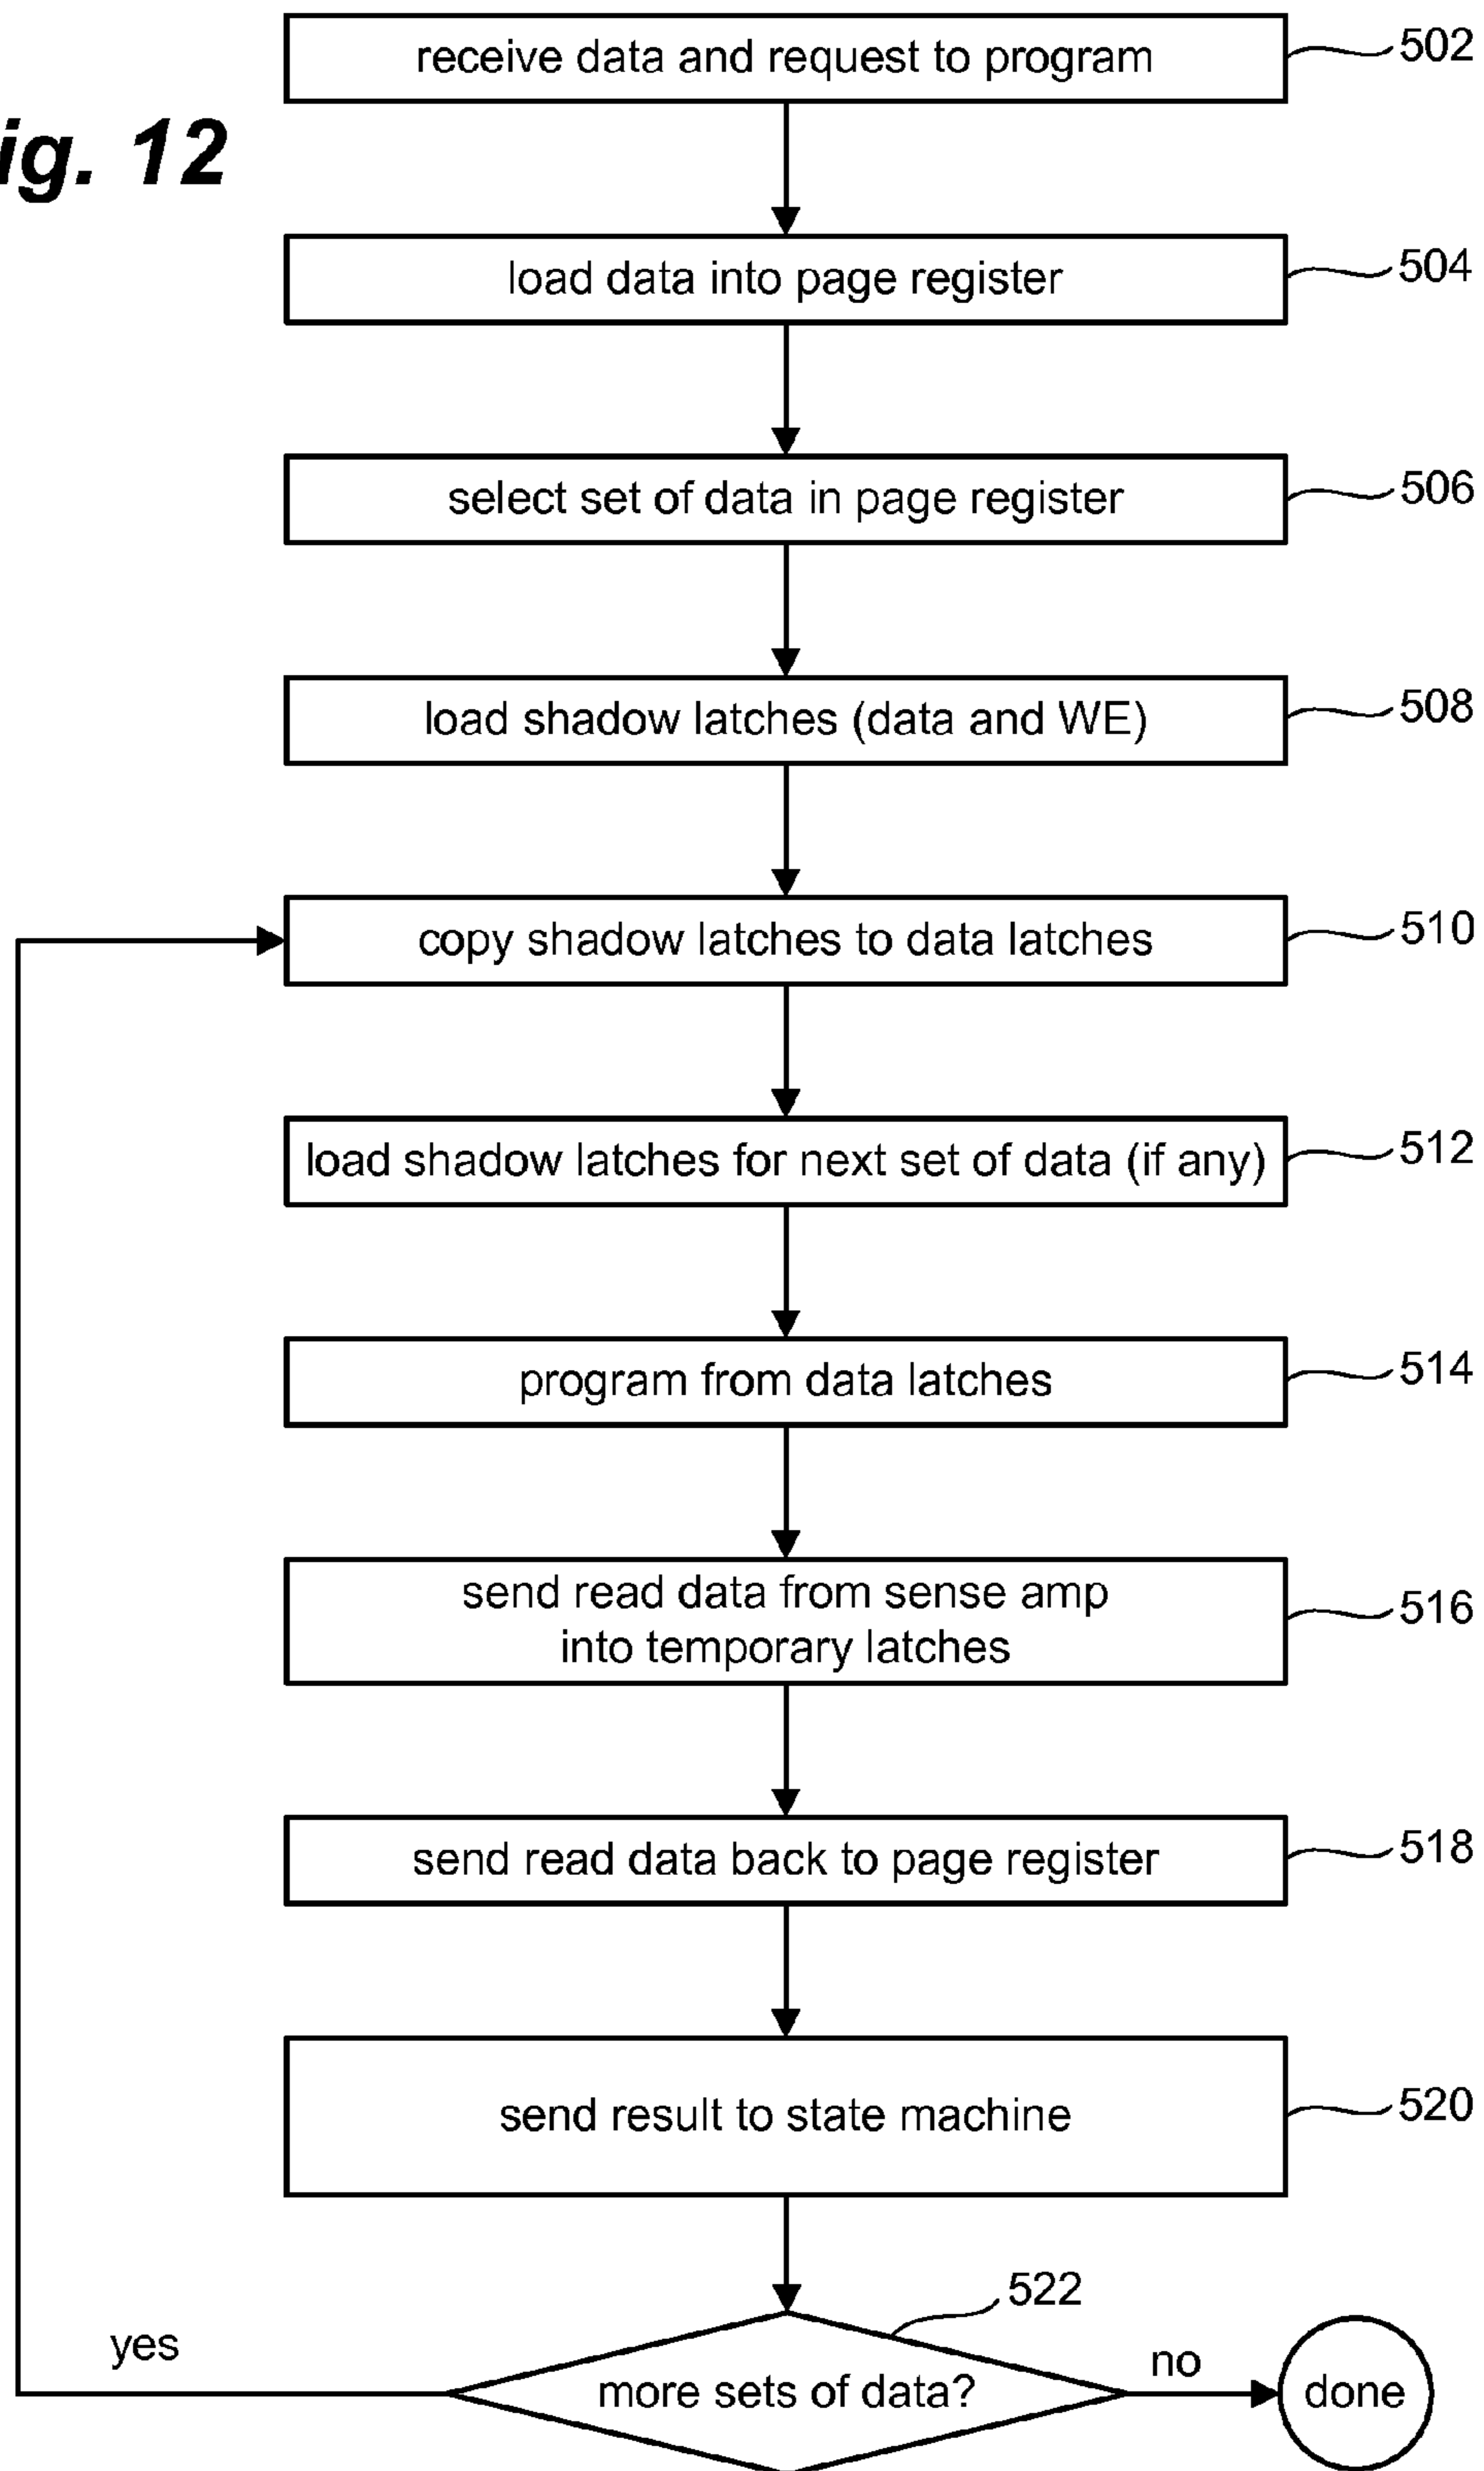 receive data and request to program
502
ig. 12
load data into page register
504
select set of data in page register
506
load shadow latches (data and WE)
508
copy shadow latches to data latches
510
load shadow latches for next set of data (if any)
512
program from data latches
514
send read data from sense amp
into temporary latches
516
send read data back to page register
518
send result to state machine
520
522
yes
more sets of data?
no
done